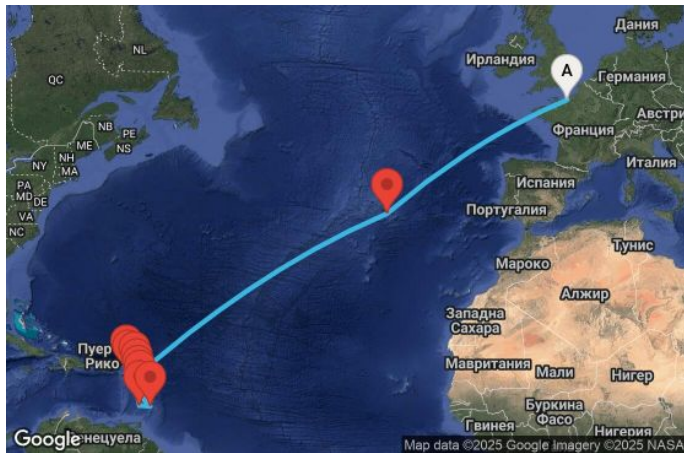 NL
Дания
Ирландия
QC
A
Германия
NB
PE
ME
NS
Австри
Франция
NY
NH
MA
Италия
PA
MD
DE
VA
Испания
Португалия
NC
Тунис
Мароко
Алжир
Западна
Сахара
Пуер
Рико
Мавритания
Мали
Нигер
Буркина
Фасо
Гвинея
Нигерия
Google
енецуела
Map data ©2025 Google Imagery ©2025 NASA